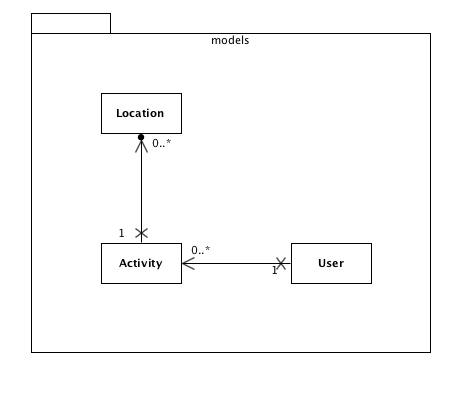 models
Location
0..*
1
0..*
Activity
1
User